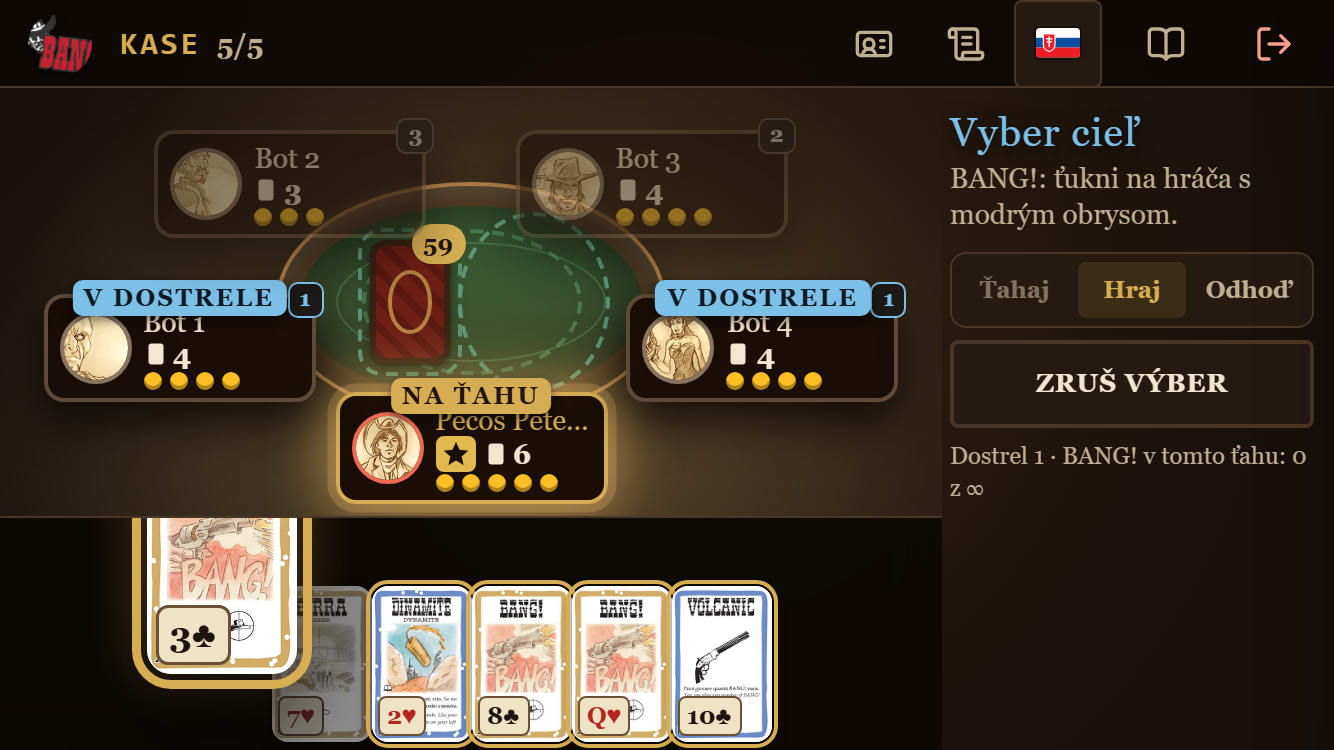 BANG!
KASE 5/5
Bot 2
3
3
Bot 3
2
4
59
V DOSTRELE 1
Bot 1
4
V DOSTRELE 1
Bot 4
4
NA ŤAHU
Pecos Pete...
6
Vyber cieľ
BANG!: ťukni na hráča s
modrým obrysom.
Ťahaj Hraj Odhoď
ZRUŠ VÝBER
Dostrel 1 · BANG! v tomto ťahu: 0
z ∞
BANG!
3♣
7♥
DINAMITE
DYNAMITE
2♥
BANG!
8♣
BANG!
Q♥
VOLCANIC
10♣